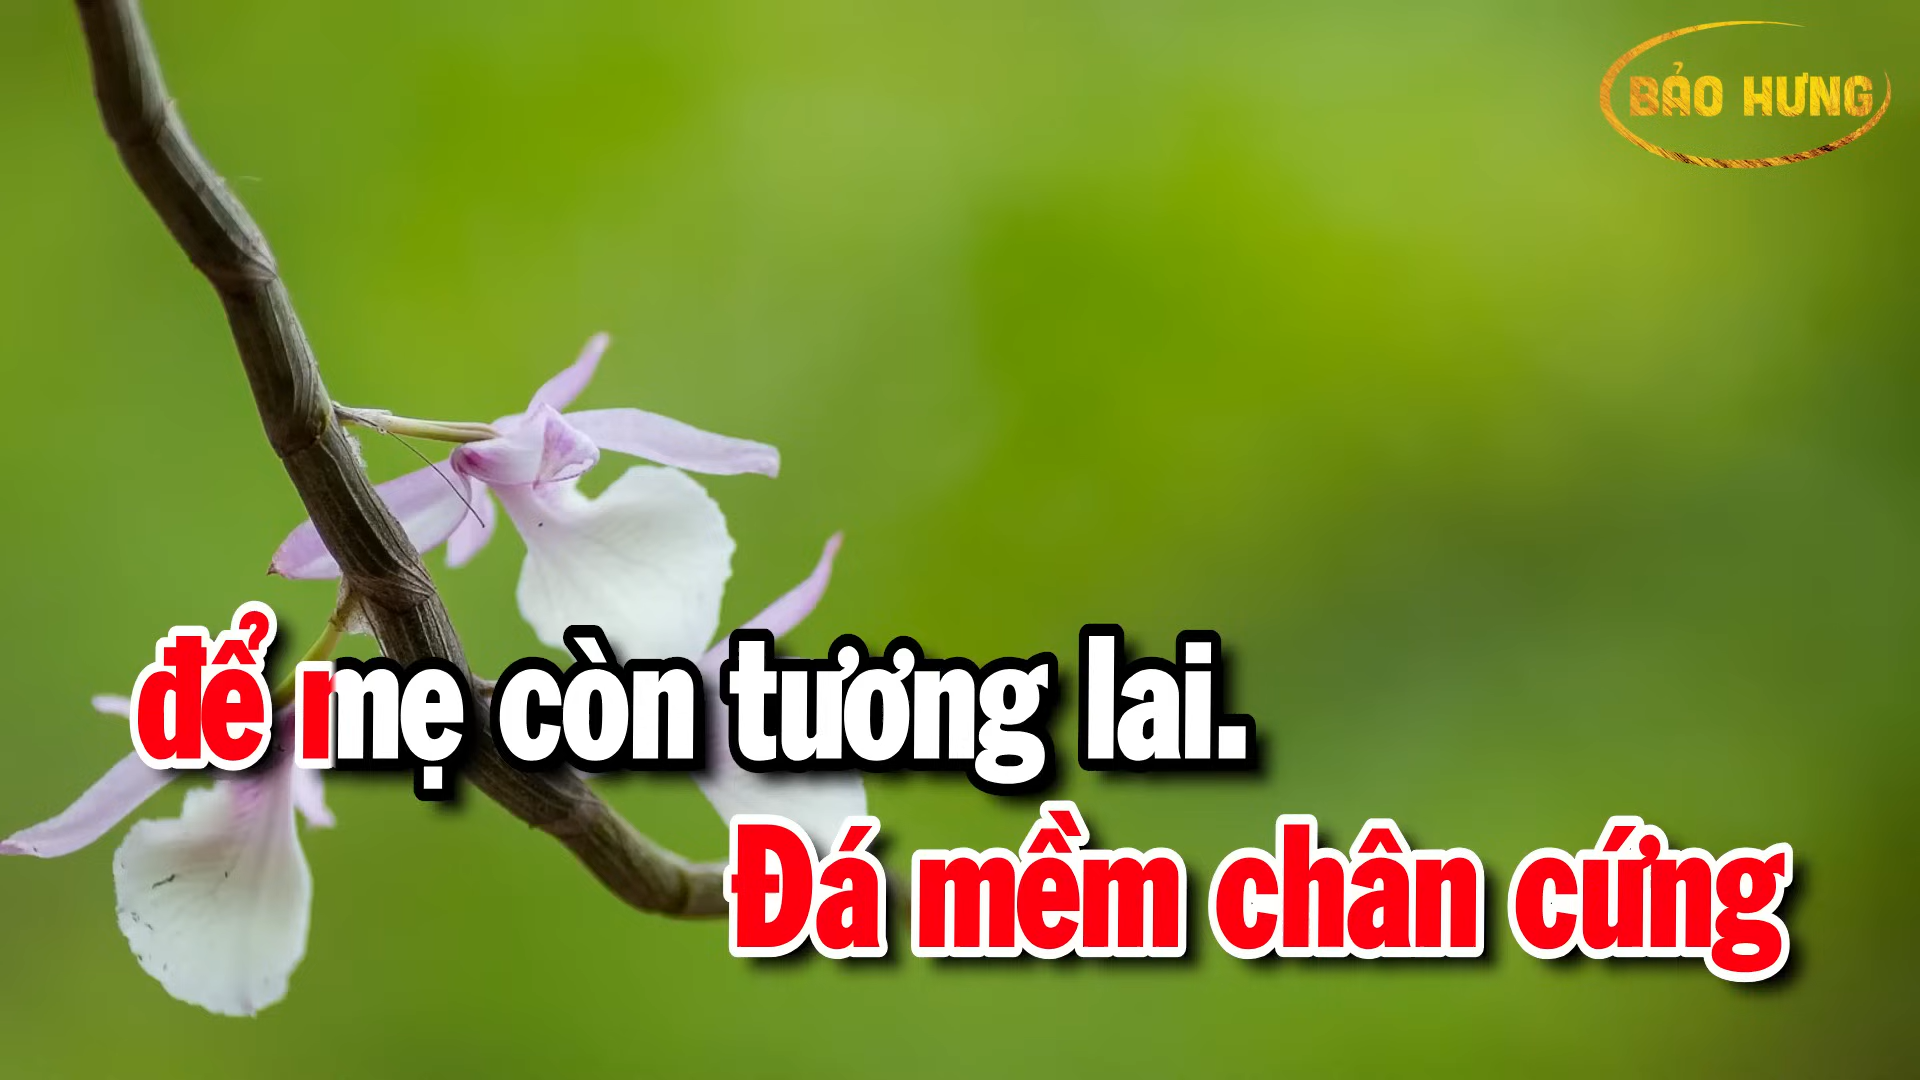 BẢO HƯNG
để mẹ còn tương lai.
Đá mềm chân cứng